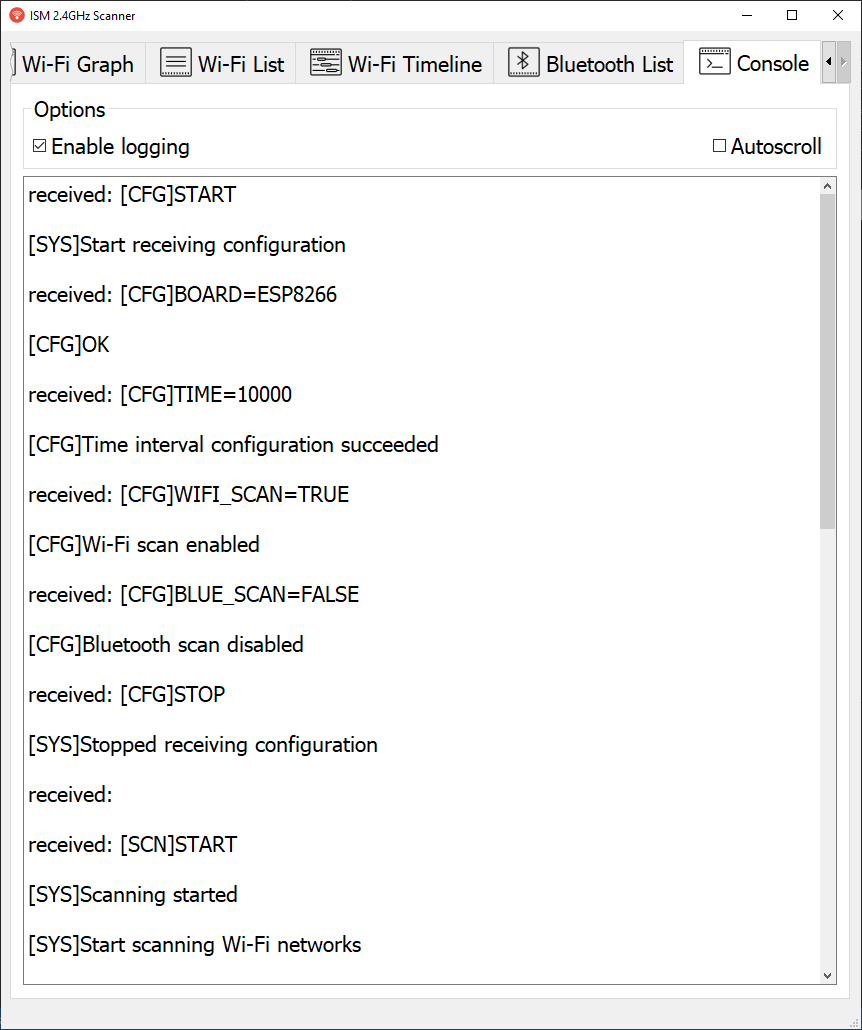 ISM 2.4GHz Scanner
Wi-Fi Graph
Wi-Fi List
Wi-Fi Timeline
Bluetooth List
Console
Options
Enable logging
Autoscroll
received: [CFG]START
[SYS]Start receiving configuration
received: [CFG]BOARD=ESP8266
[CFG]OK
received: [CFG]TIME=10000
[CFG]Time interval configuration succeeded
received: [CFG]WIFI_SCAN=TRUE
[CFG]Wi-Fi scan enabled
received: [CFG]BLUE_SCAN=FALSE
[CFG]Bluetooth scan disabled
received: [CFG]STOP
[SYS]Stopped receiving configuration
received:
received: [SCN]START
[SYS]Scanning started
[SYS]Start scanning Wi-Fi networks